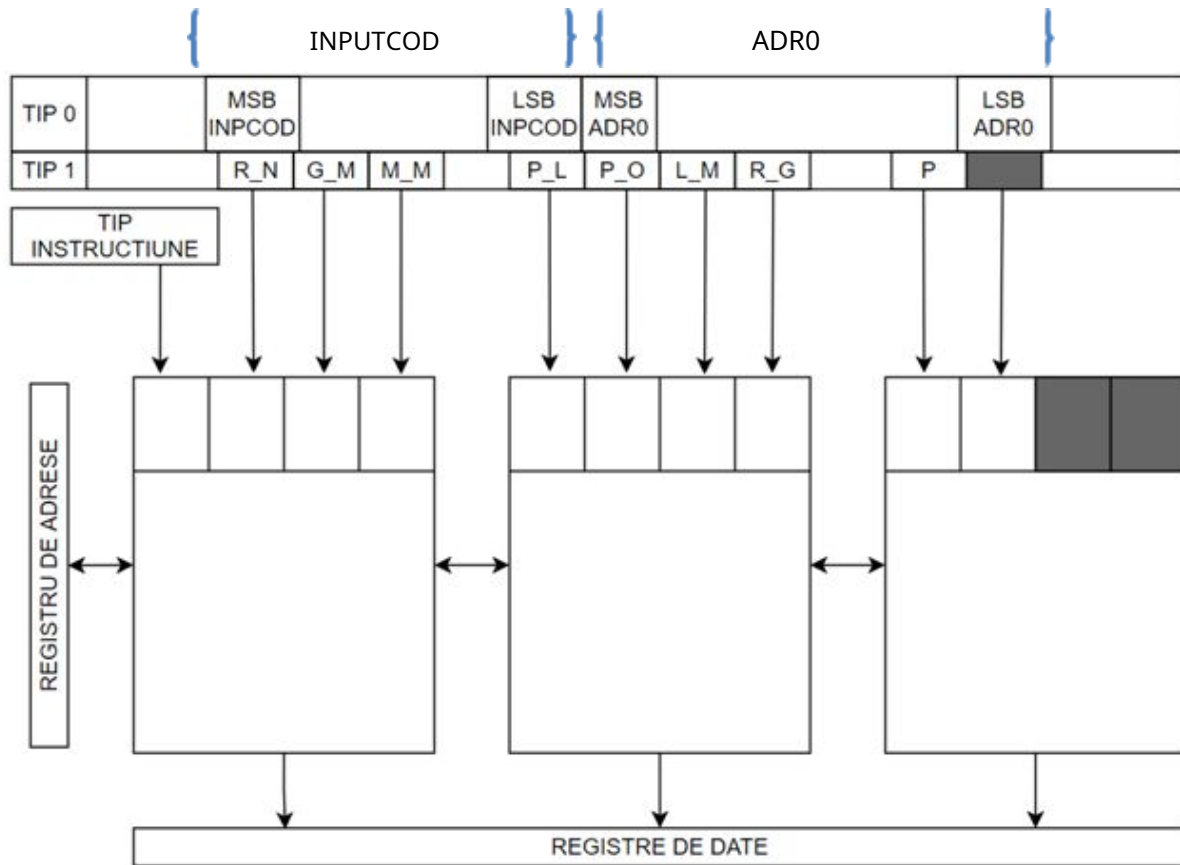 INPUTCOD
ADR0
TIP 0
MSB
INPCOD
LSB
INPCOD
MSB
ADR0
LSB
ADR0
TIP 1
R_N
G_M
M_M
P_L
P_O
L_M
R_G
P
TIP
INSTRUCTIUNE
REGISTRU DE ADRESE
REGISTRE DE DATE